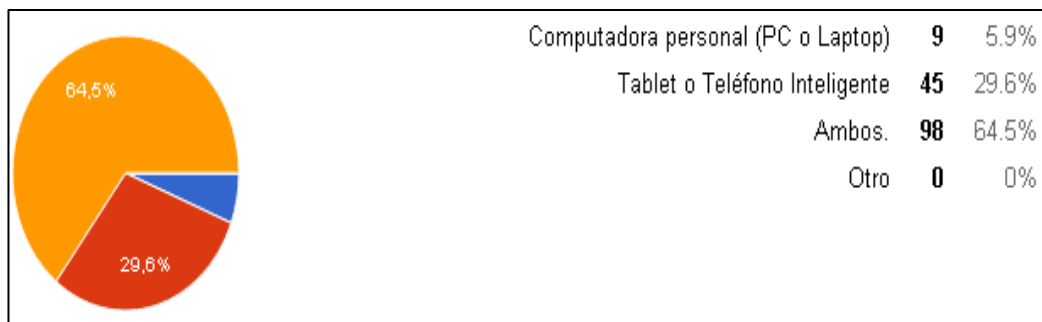 64,5%
29,6%
Computadora personal (PC o Laptop) 9 5.9%
Tablet o Teléfono Inteligente 45 29.6%
Ambos. 98 64.5%
Otro 0 0%